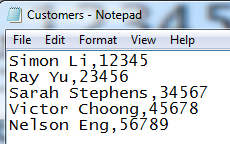 Customers - Notepad
File Edit Format View Help
Simon Li,12345
Ray Yu,23456
Sarah Stephens,34567
Victor Choong,45678
Nelson Eng,56789